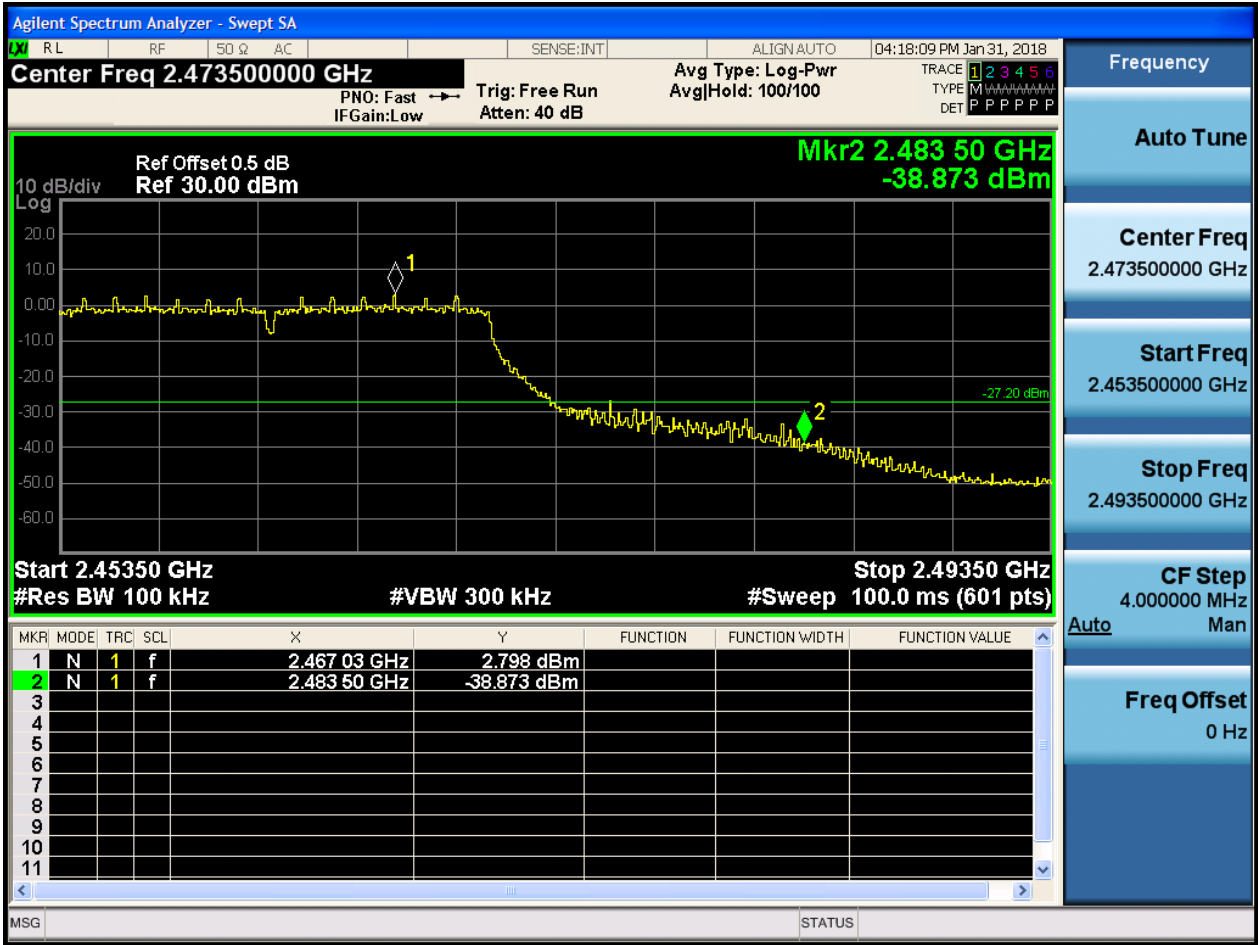 Agilent Spectrum Analyzer - Swept SA
LXI RL RF 50 Ω AC SENSE:INT ALIGN AUTO 04:18:09 PM Jan 31, 2018
Center Freq 2.473500000 GHz
PNO: Fast
IFGain:Low
Trig: Free Run
Atten: 40 dB
Avg Type: Log-Pwr
Avg|Hold: 100/100
TRACE 1 2 3 4 5 6
TYPE M WWWWW
DET P P P P P P
Mkr2 2.483 50 GHz
-38.873 dBm
Ref Offset 0.5 dB
10 dB/div Ref 30.00 dBm
Log
20.0
10.0
0.00
-10.0
-20.0
-30.0
-40.0
-50.0
-60.0
1
2
-27.20 dBm
Start 2.45350 GHz Stop 2.49350 GHz
#Res BW 100 kHz #VBW 300 kHz #Sweep 100.0 ms (601 pts)
MKR MODE TRC SCL X Y FUNCTION FUNCTION WIDTH FUNCTION VALUE
1 N 1 f 2.467 03 GHz 2.798 dBm
2 N 1 f 2.483 50 GHz -38.873 dBm
3
4
5
6
7
8
9
10
11
MSG STATUS
Frequency
Auto Tune
Center Freq
2.473500000 GHz
Start Freq
2.453500000 GHz
Stop Freq
2.493500000 GHz
CF Step
4.000000 MHz
Auto Man
Freq Offset
0 Hz